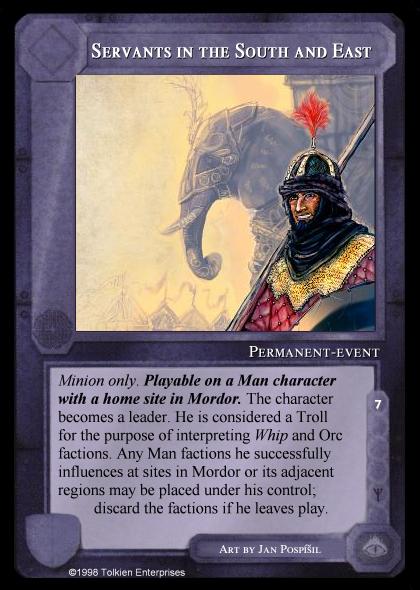 SERVANTS IN THE SOUTH AND EAST
PERMANENT-EVENT
Minion only. Playable on a Man character
with a home site in Mordor. The character
becomes a leader. He is considered a Troll
for the purpose of interpreting Whip and Orc
factions. Any Man factions he successfully
influences at sites in Mordor or its adjacent
regions may be placed under his control;
discard the factions if he leaves play.
7
ART BY JAN POSPÍŠIL
©1998 Tolkien Enterprises